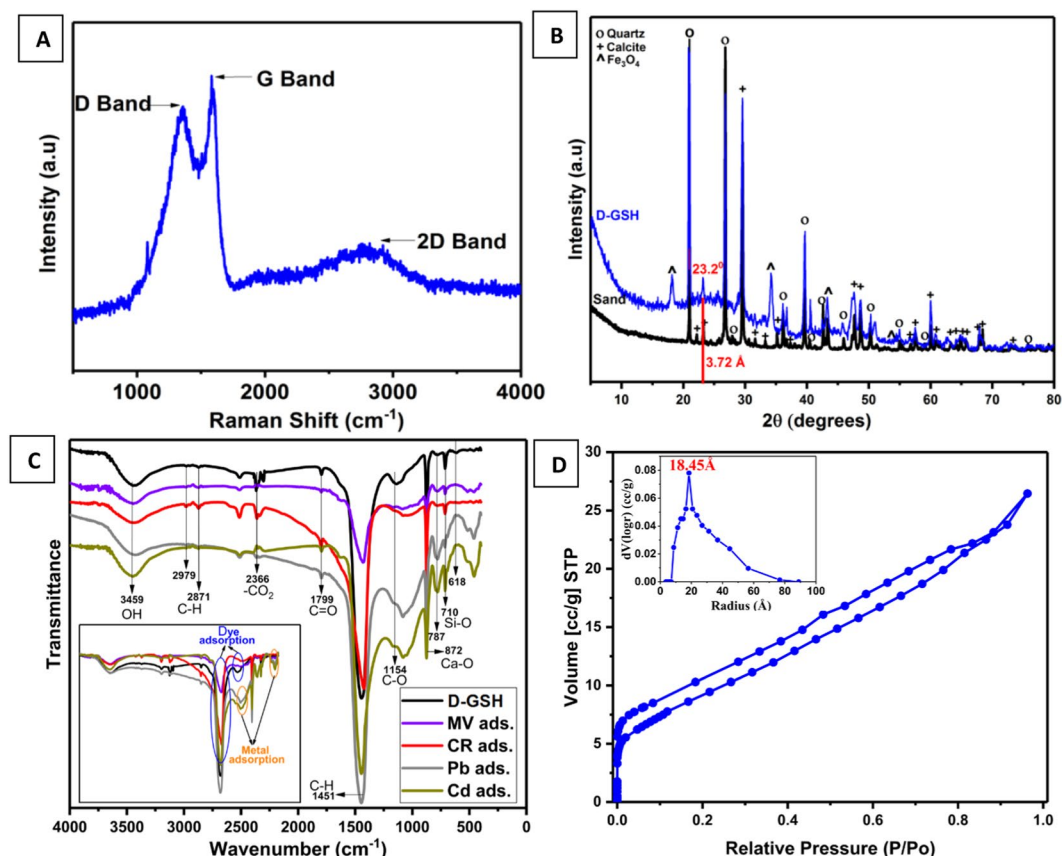 A
D Band
G Band
2D Band
Intensity (a.u)
1000
2000
3000
4000
Raman Shift (cm⁻¹)
B
o Quartz
+ Calcite
^ Fe₃O₄
D-GSH
Sand
23.2⁰
3.72 Å
Intensity (a.u)
10 20 30 40 50 60 70 80
2θ (degrees)
C
3459
OH
2979
2871
C-H
2366
-CO₂
1799
C=O
618
710
Si-O
787
872
Ca-O
1154
C-O
C-H
1451
Dye
adsorption
Metal
adsorption
D-GSH
MV ads.
CR ads.
Pb ads.
Cd ads.
Transmittance
4000 3500 3000 2500 2000 1500 1000 500 0
Wavenumber (cm⁻¹)
D
30
25
20
15
10
5
0
Volume [cc/g] STP
18.45Å
0.08
0.06
0.04
0.02
0.00
dV(logr) (cc/g)
0 20 40 60 80 100
Radius (Å)
0.0 0.2 0.4 0.6 0.8 1.0
Relative Pressure (P/Po)